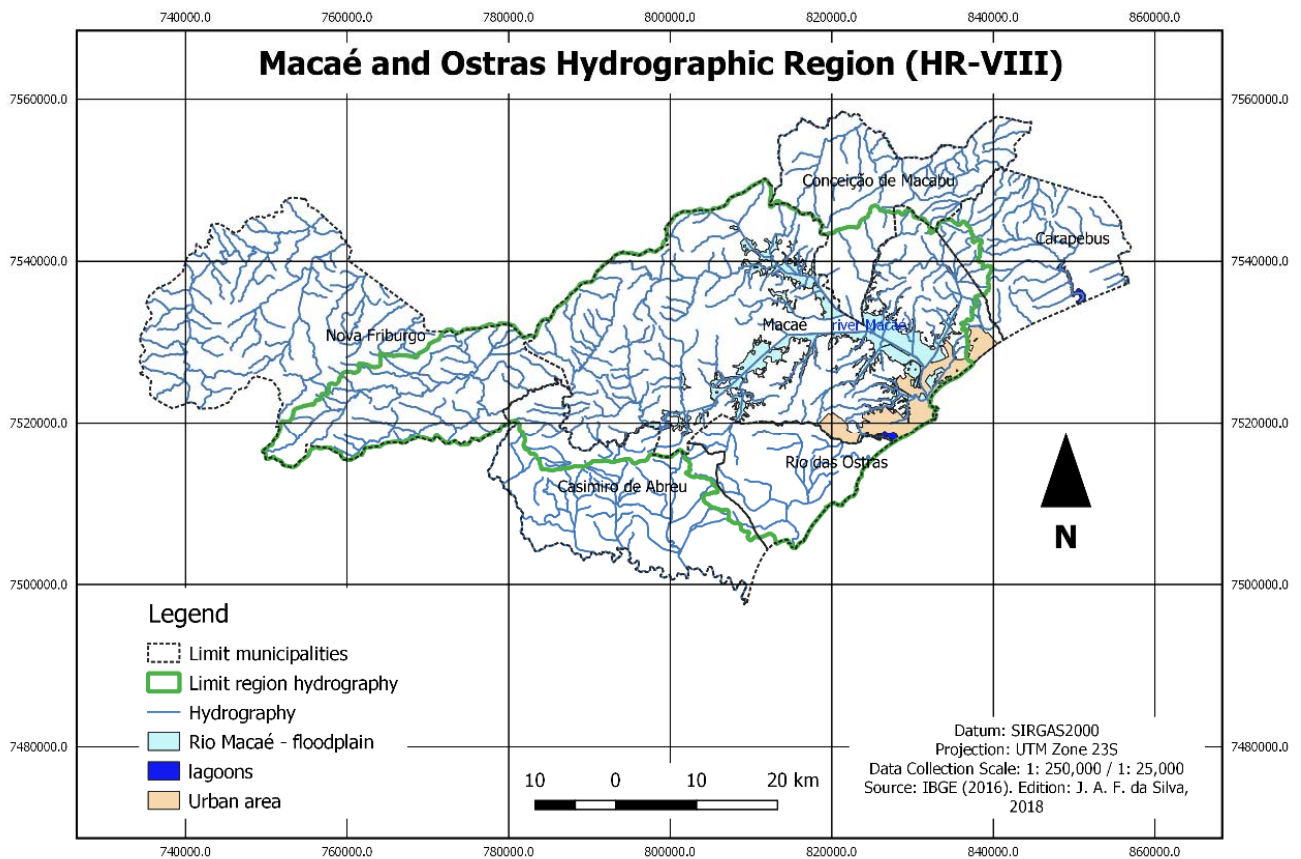 740000.0 760000.0 780000.0 800000.0 820000.0 840000.0 860000.0
Macaé and Ostras Hydrographic Region (HR-VIII)
7560000.0 7560000.0
Conceição de Macabu
Carapebus
7540000.0 7540000.0
Nova Friburgo
Macaé
river Macaé
7520000.0 7520000.0
Rio das Ostras
Casimiro de Abreu
N
7500000.0 7500000.0
Legend
Limit municipalities
Limit region hydrography
Hydrography
Rio Macaé - floodplain
lagoons
Urban area
7480000.0 7480000.0
10 0 10 20 km
Datum: SIRGAS2000
Projection: UTM Zone 23S
Data Collection Scale: 1: 250,000 / 1: 25,000
Source: IBGE (2016). Edition: J. A. F. da Silva,
2018
740000.0 760000.0 780000.0 800000.0 820000.0 840000.0 860000.0